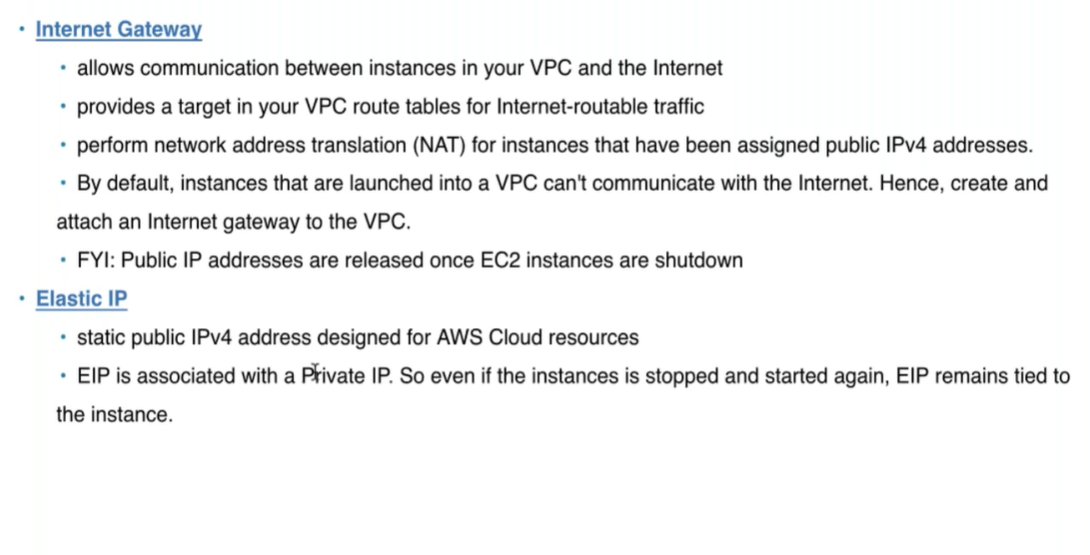 • Internet Gateway
• allows communication between instances in your VPC and the Internet
• provides a target in your VPC route tables for Internet-routable traffic
• perform network address translation (NAT) for instances that have been assigned public IPv4 addresses.
• By default, instances that are launched into a VPC can't communicate with the Internet. Hence, create and
attach an Internet gateway to the VPC.
• FYI: Public IP addresses are released once EC2 instances are shutdown
• Elastic IP
• static public IPv4 address designed for AWS Cloud resources
• EIP is associated with a Private IP. So even if the instances is stopped and started again, EIP remains tied to
the instance.